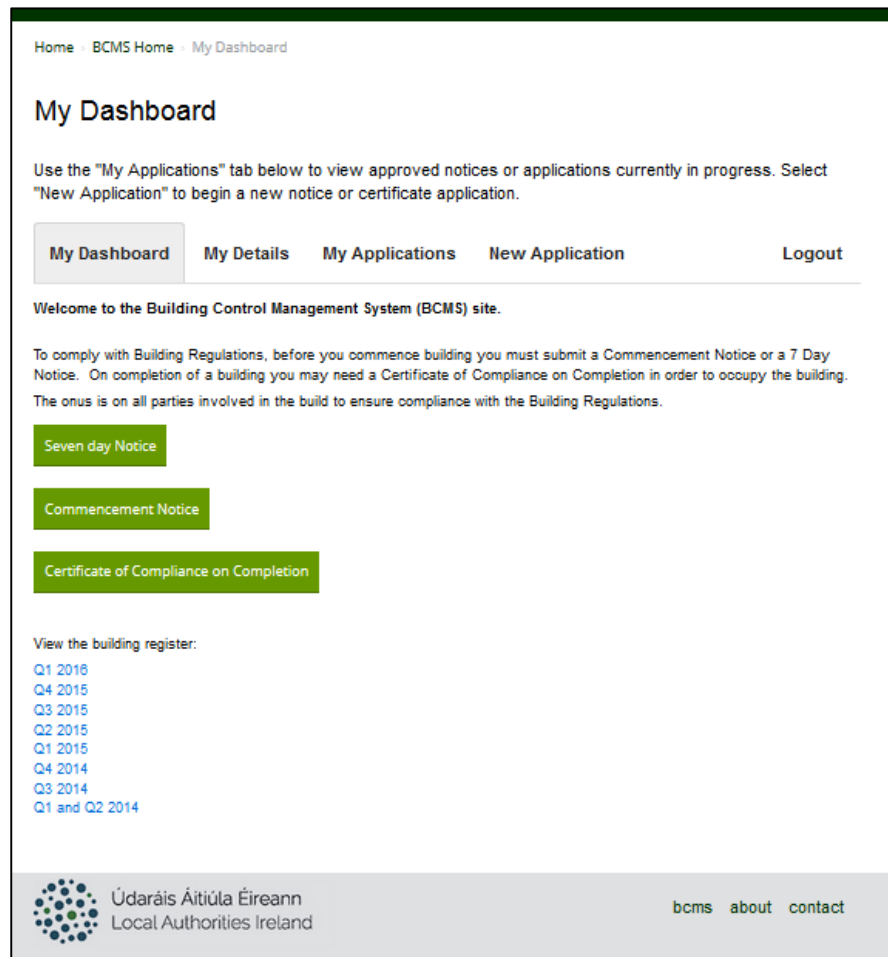 Home › BCMS Home › My Dashboard
My Dashboard
Use the "My Applications" tab below to view approved notices or applications currently in progress. Select
"New Application" to begin a new notice or certificate application.
My Dashboard My Details My Applications New Application Logout
Welcome to the Building Control Management System (BCMS) site.
To comply with Building Regulations, before you commence building you must submit a Commencement Notice or a 7 Day
Notice. On completion of a building you may need a Certificate of Compliance on Completion in order to occupy the building.
The onus is on all parties involved in the build to ensure compliance with the Building Regulations.
Seven day Notice
Commencement Notice
Certificate of Compliance on Completion
View the building register:
Q1 2016
Q4 2015
Q3 2015
Q2 2015
Q1 2015
Q4 2014
Q3 2014
Q1 and Q2 2014
Údaráis Áitiúla Éireann
Local Authorities Ireland
bcms about contact